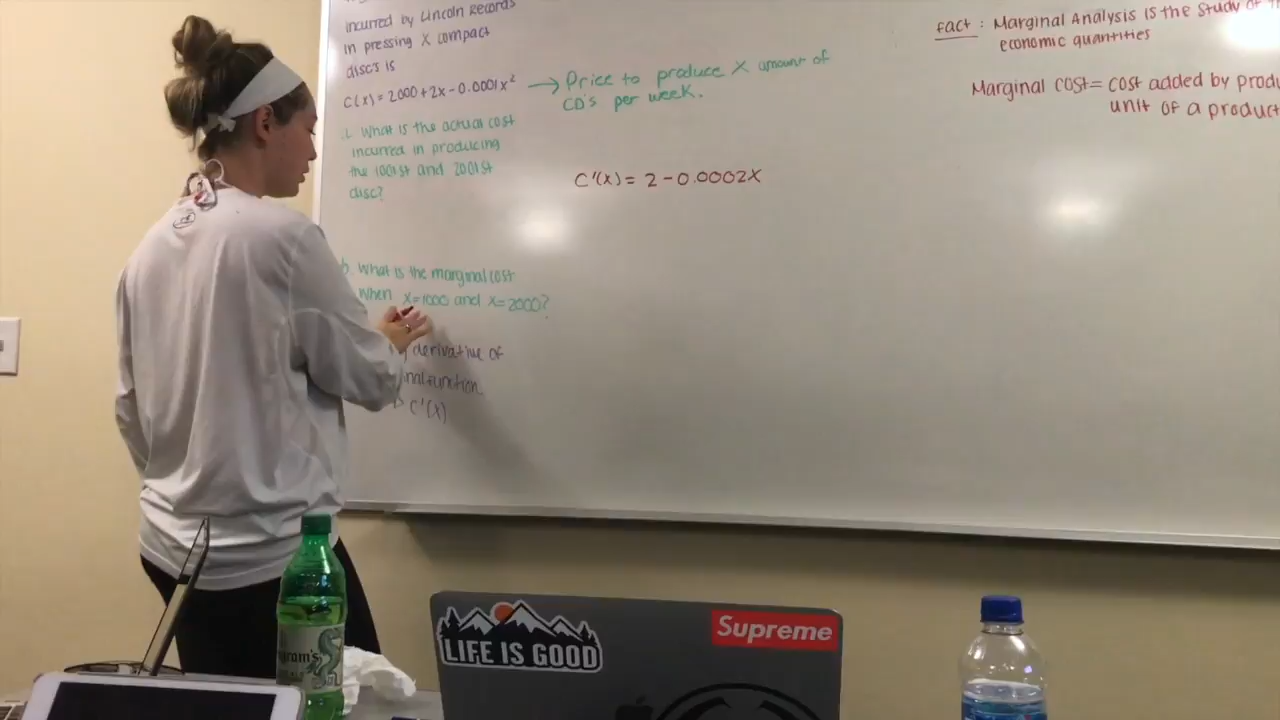 incurred by Lincoln Records
in pressing X compact
disc's is
C(x) = 2000 + 2x - 0.0001x²
→ Price to produce X amount of
CD's per week.
. What is the actual cost
incurred in producing
the 1001st and 2001st
disc?
b. What is the marginal cost
when x=1000 and x=2000?
derivative of
function.
C'(x)
C'(x) = 2 - 0.0002x
Fact: Marginal Analysis is the study of
economic quantities
Marginal cost = cost added by
unit of a product
LIFE IS GOOD
Supreme